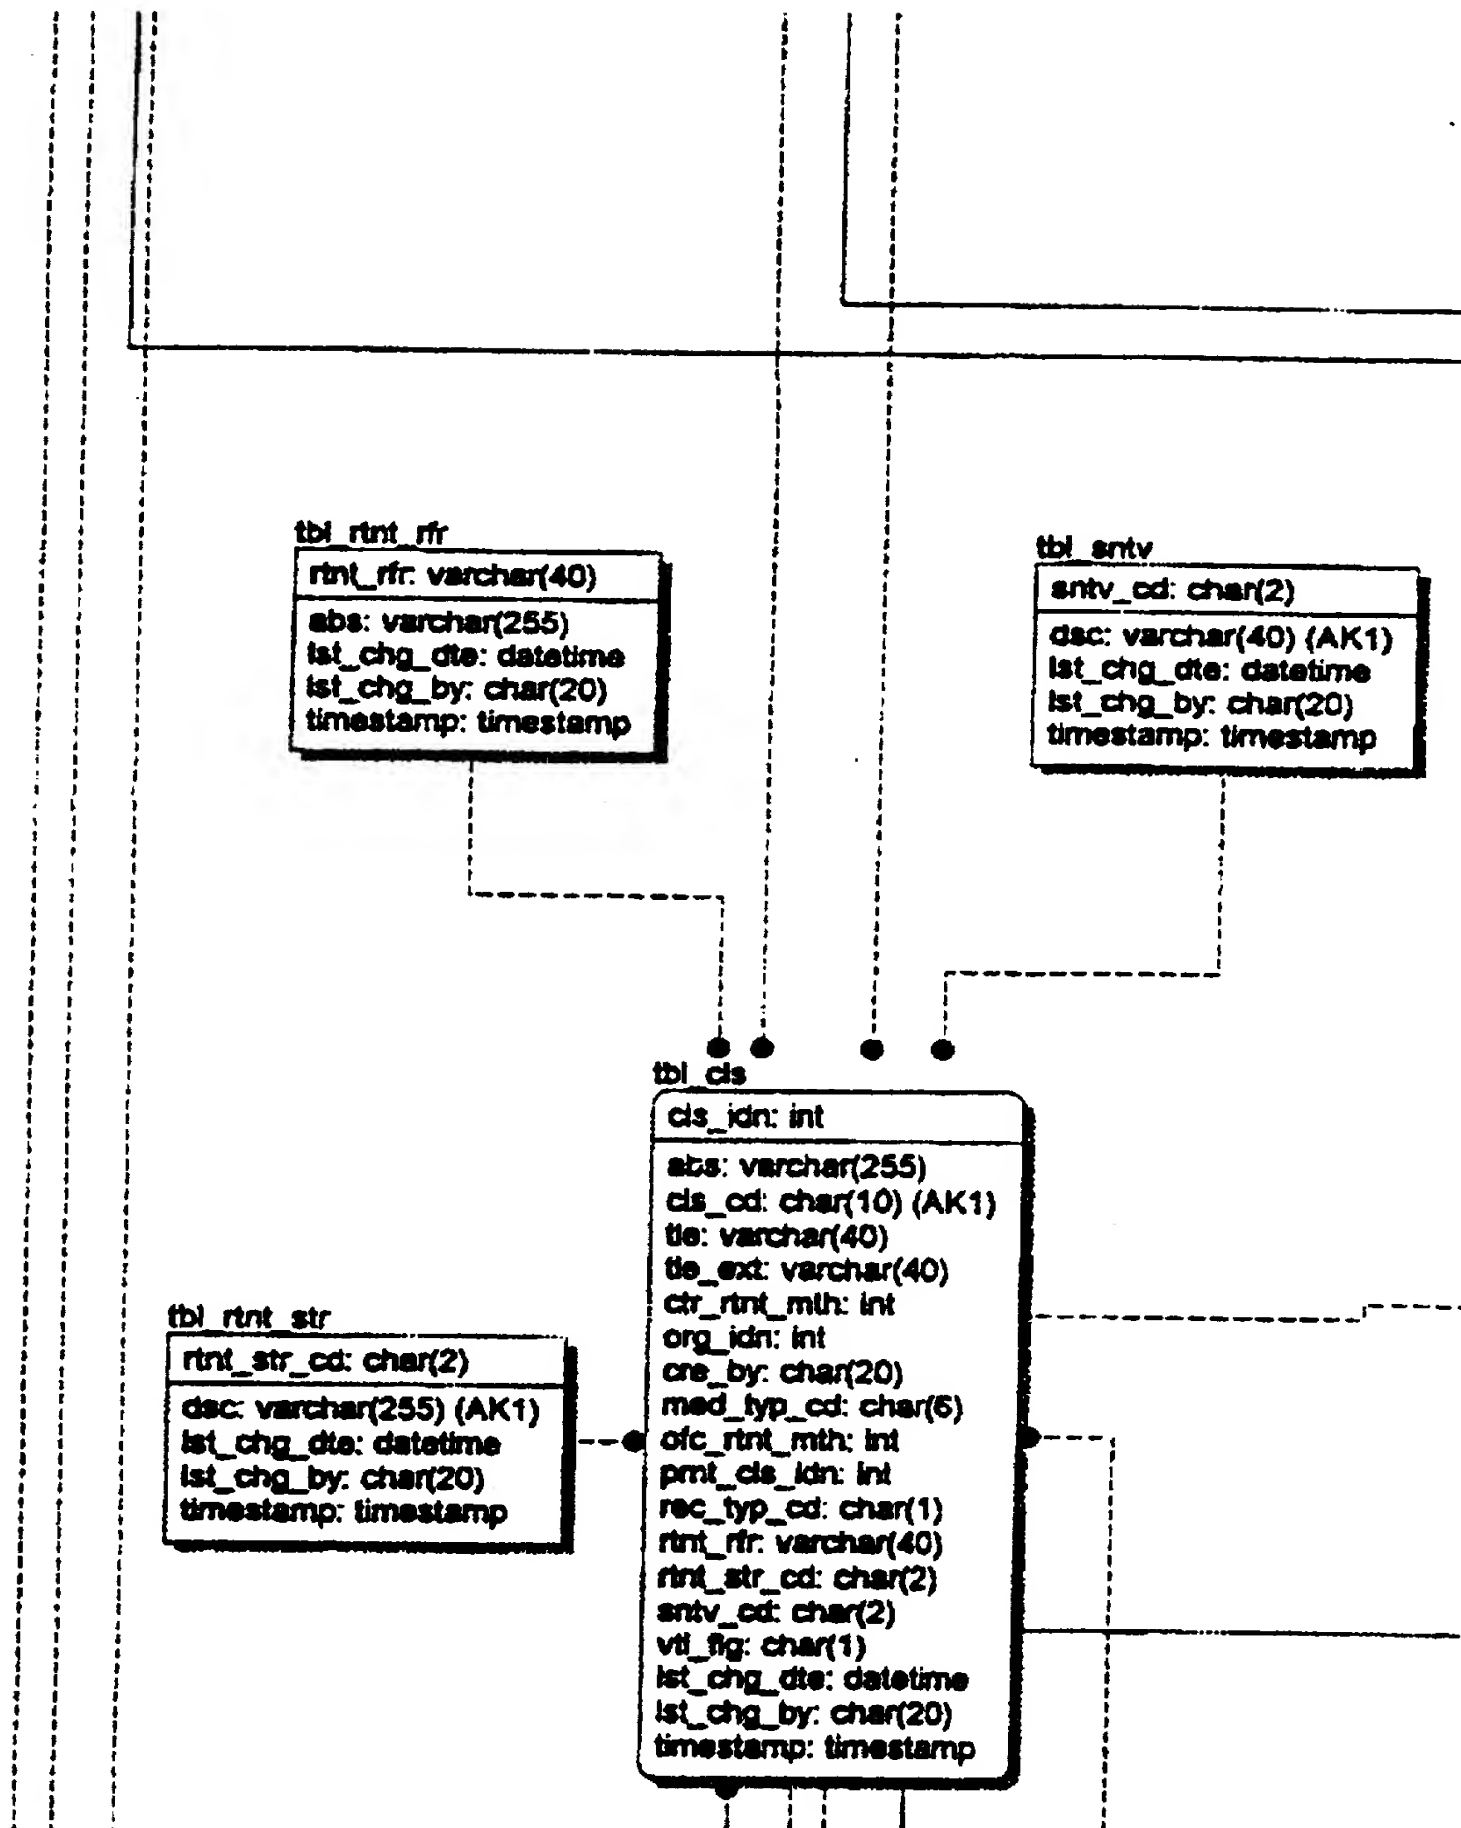 tbl_rtnt_rfr
rtnt_rfr: varchar(40)
abs: varchar(255)
lst_chg_dte: datetime
lst_chg_by: char(20)
timestamp: timestamp
tbl_sntv
sntv_cd: char(2)
dsc: varchar(40) (AK1)
lst_chg_dte: datetime
lst_chg_by: char(20)
timestamp: timestamp
tbl_cls
cls_idn: int
abs: varchar(255)
cls_cd: char(10) (AK1)
tle: varchar(40)
tle_ext: varchar(40)
ctr_rtnt_mth: int
org_idn: int
cre_by: char(20)
med_typ_cd: char(6)
ofc_rtnt_mth: int
prnt_cls_idn: int
rec_typ_cd: char(1)
rtnt_rfr: varchar(40)
rtnt_str_cd: char(2)
sntv_cd: char(2)
vtl_flg: char(1)
lst_chg_dte: datetime
lst_chg_by: char(20)
timestamp: timestamp
tbl_rtnt_str
rtnt_str_cd: char(2)
dsc: varchar(255) (AK1)
lst_chg_dte: datetime
lst_chg_by: char(20)
timestamp: timestamp